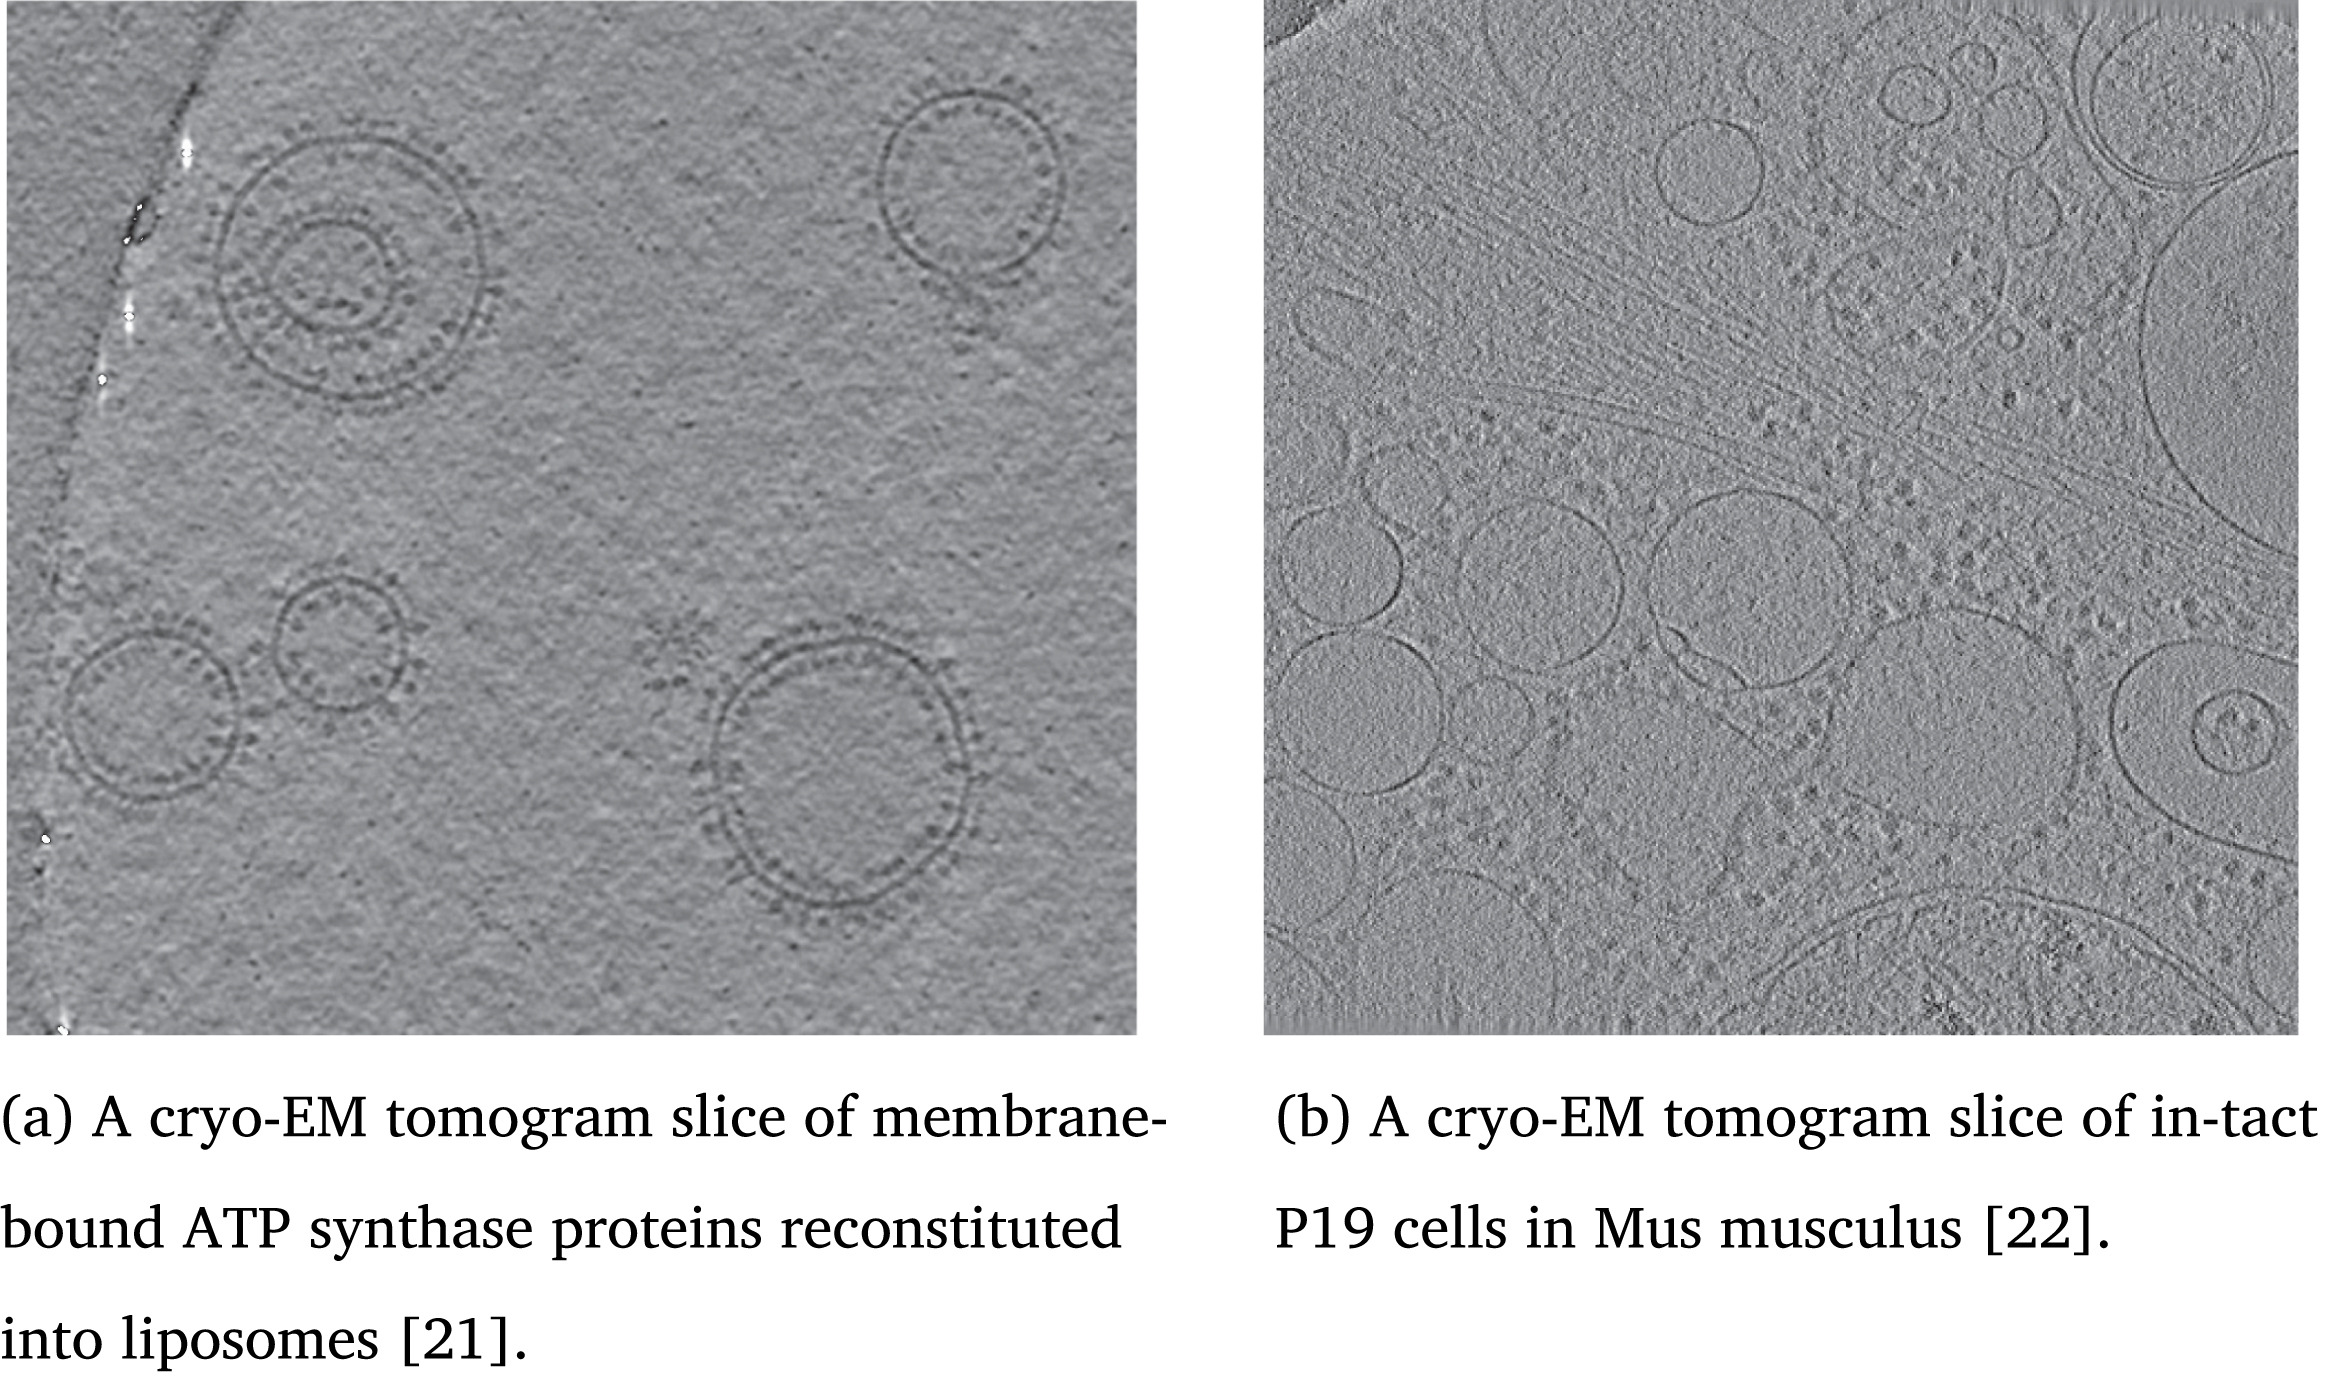 (a) A cryo-EM tomogram slice of membrane-
bound ATP synthase proteins reconstituted
into liposomes [21].
(b) A cryo-EM tomogram slice of in-tact
P19 cells in Mus musculus [22].